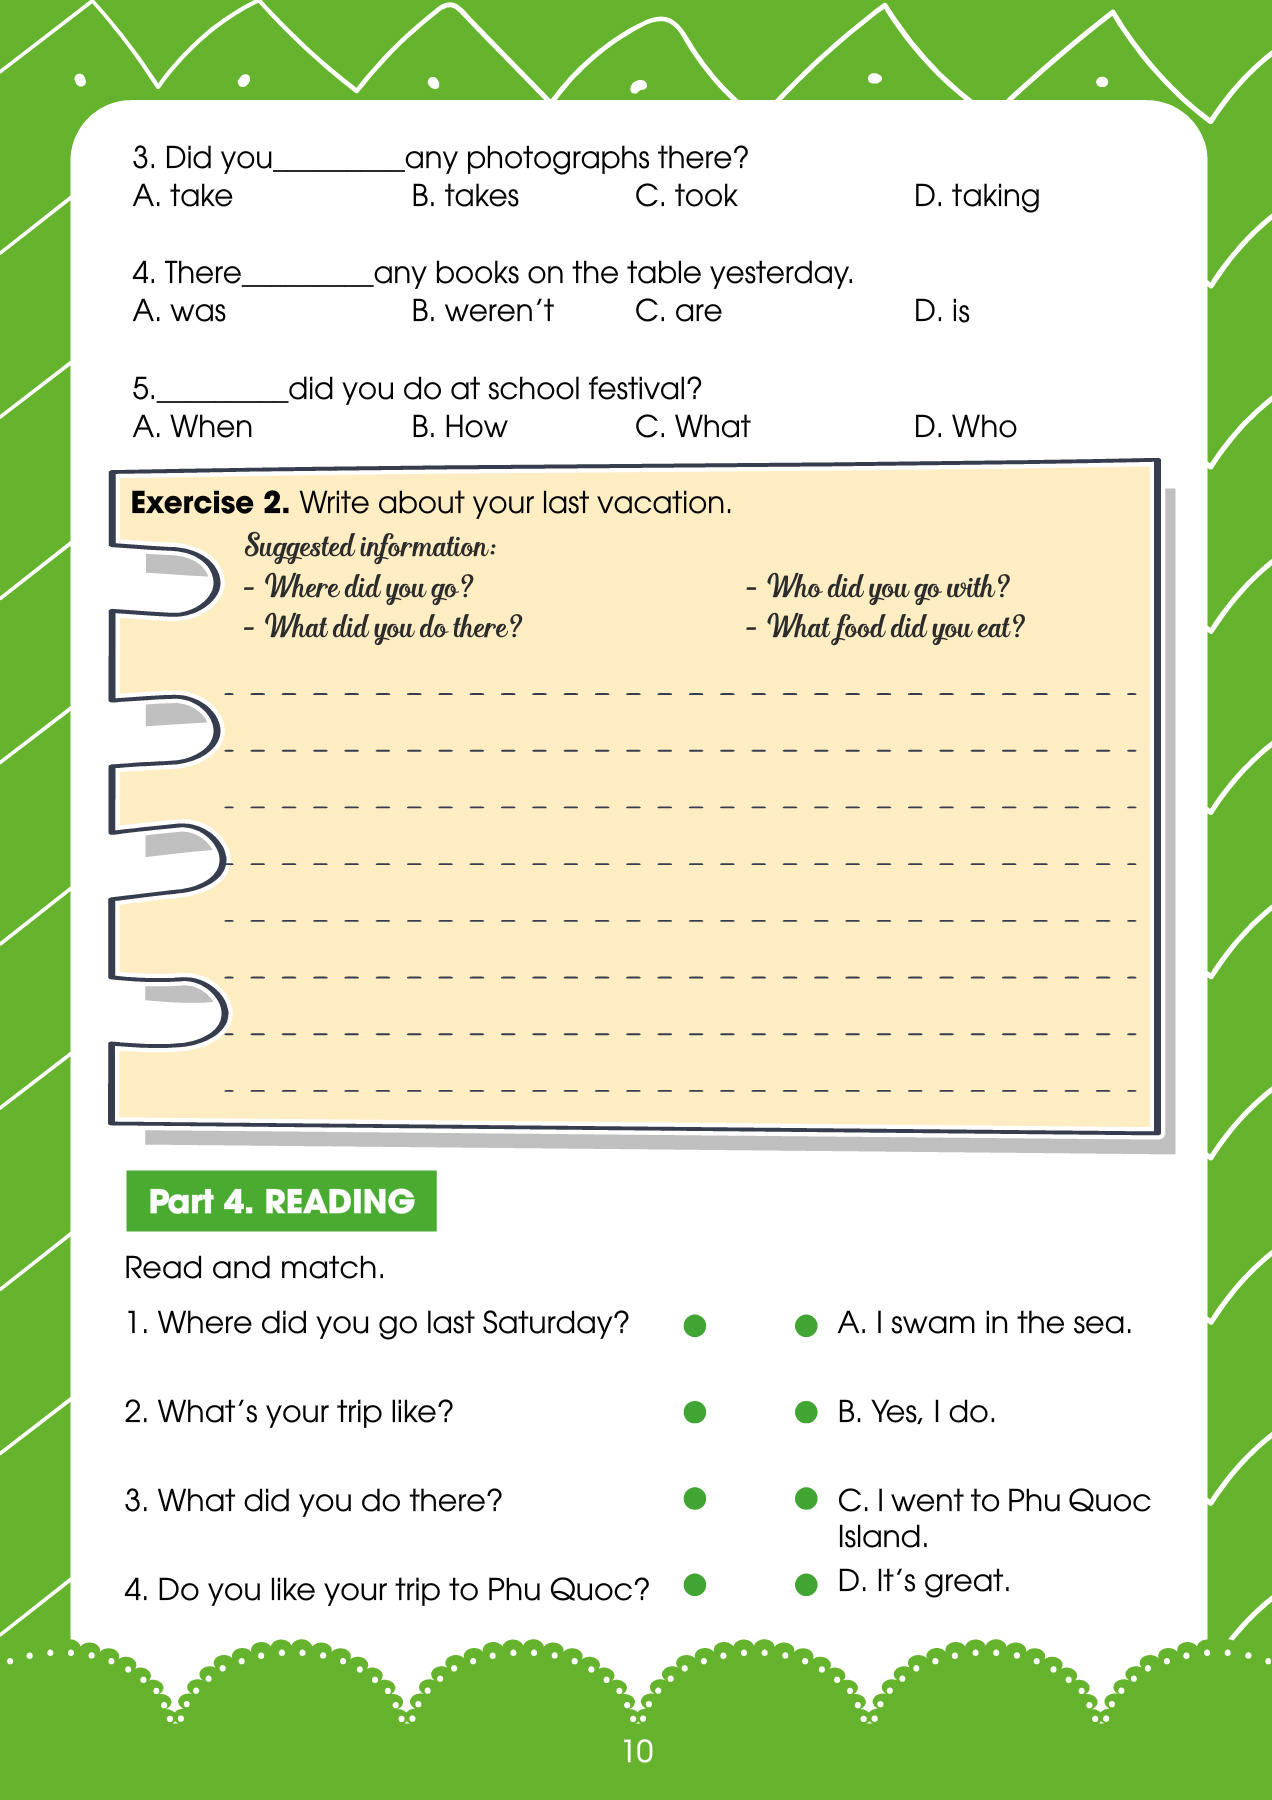 3. Did you_________any photographs there?
A. take B. takes C. took D. taking
4. There_________any books on the table yesterday.
A. was B. weren’t C. are D. is
5._________did you do at school festival?
A. When B. How C. What D. Who
Exercise 2. Write about your last vacation.
Suggested information:
- Where did you go? - Who did you go with?
- What did you do there? - What food did you eat?
Part 4. READING
Read and match.
1. Where did you go last Saturday? A. I swam in the sea.
2. What’s your trip like? B. Yes, I do.
3. What did you do there? C. I went to Phu Quoc
Island.
4. Do you like your trip to Phu Quoc? D. It’s great.
10